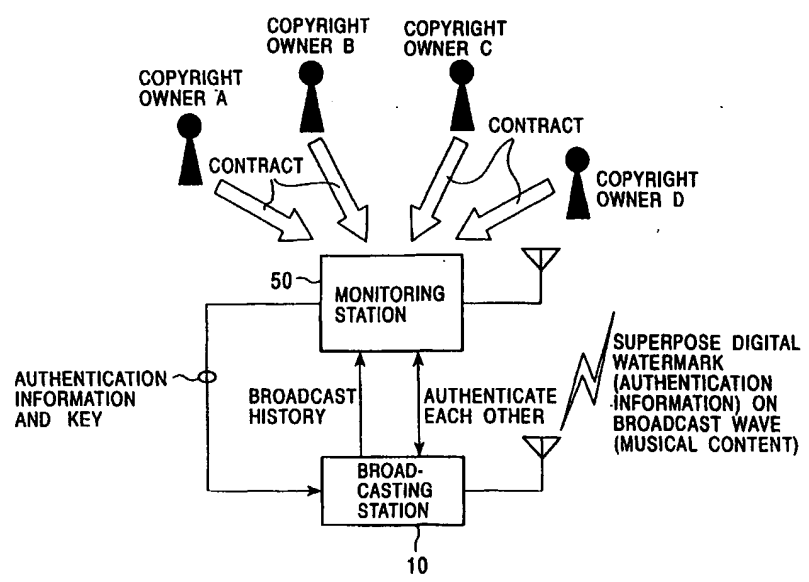 COPYRIGHT
OWNER B
COPYRIGHT
OWNER C
COPYRIGHT
OWNER A
CONTRACT
CONTRACT
COPYRIGHT
OWNER D
50
MONITORING
STATION
AUTHENTICATION
INFORMATION
AND KEY
BROADCAST
HISTORY
AUTHENTICATE
EACH OTHER
SUPERPOSE DIGITAL
WATERMARK
(AUTHENTICATION
INFORMATION) ON
BROADCAST WAVE
(MUSICAL CONTENT)
BROAD-
CASTING
STATION
10